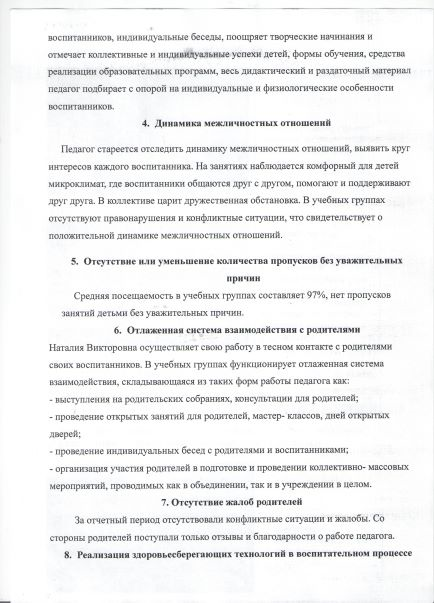 воспитанников, индивидуальные беседы, поощряет творческие начинания и
отмечает коллективные и индивидуальные успехи детей, формы обучения, средства
реализации образовательных программ, весь дидактический и раздаточный материал
педагог подбирает с опорой на индивидуальные и физиологические особенности
воспитанников.
4. Динамика межличностных отношений
Педагог стареется отследить динамику межличностных отношений, выявить круг
интересов каждого воспитанника. На занятиях наблюдается комфорный для детей
микроклимат, где воспитанники общаются друг с другом, помогают и поддерживают
друг друга. В коллективе царит дружественная обстановка. В учебных группах
отсутствуют правонарушения и конфликтные ситуации, что свидетельствует о
положительной динамике межличностных отношений.
5. Отсутствие или уменьшение количества пропусков без уважительных
причин
Средняя посещаемость в учебных группах составляет 97%, нет пропусков
занятий детьми без уважительных причин.
6. Отлаженная система взаимодействия с родителями
Наталия Викторовна осуществляет свою работу в тесном контакте с родителями
своих воспитанников. В учебных группах функционирует отлаженная система
взаимодействия, складывающаяся из таких форм работы педагога как:
- выступления на родительских собраниях, консультации для родителей;
- проведение открытых занятий для родителей, мастер- классов, дней открытых
дверей;
- проведение индивидуальных бесед с родителями и воспитанниками;
- организация участия родителей в подготовке и проведении коллективно- массовых
мероприятий, проводимых как в объединении, так и в учреждении в целом.
7. Отсутствие жалоб родителей
За отчетный период отсутствовали конфликтные ситуации и жалобы. Со
стороны родителей поступали только отзывы и благодарности о работе педагога.
8. Реализация здоровьесберегающих технологий в воспитательном процессе